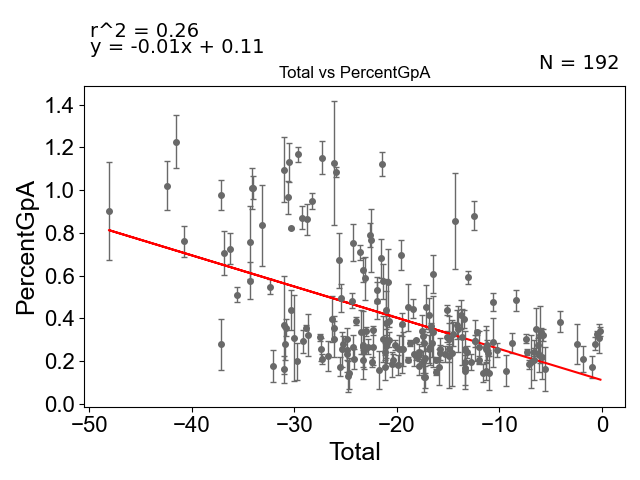 r^2 = 0.26
y = -0.01x + 0.11
N = 192
Total vs PercentGpA
1.4
1.2
1.0
0.8
0.6
0.4
0.2
0.0
PercentGpA
−50 −40 −30 −20 −10 0
Total